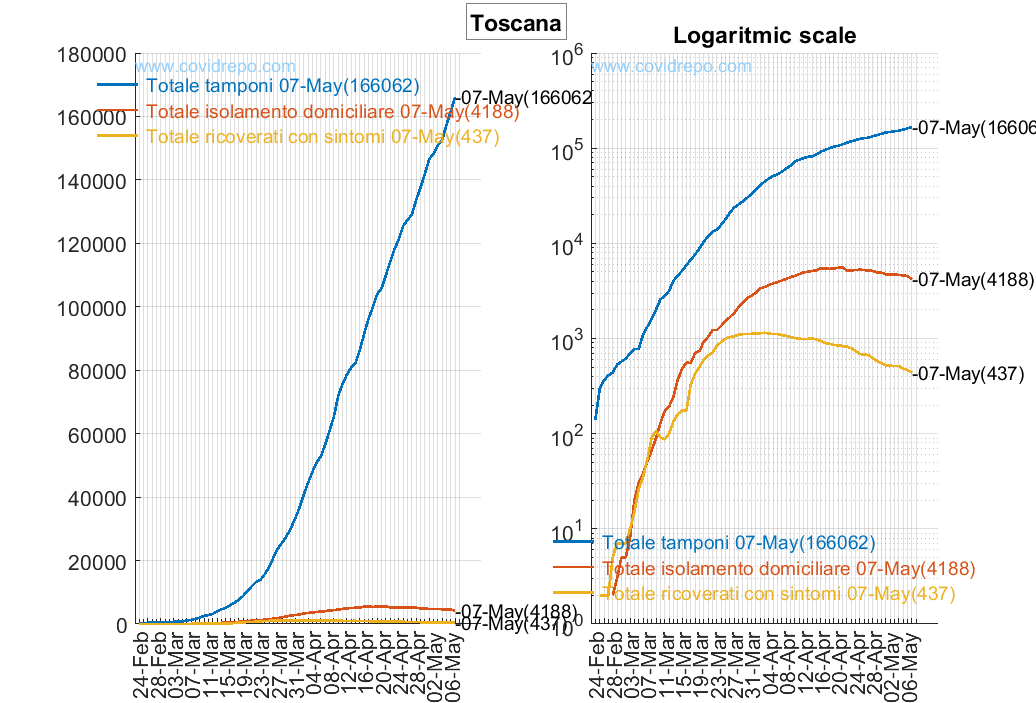 Toscana
Logaritmic scale
180000
160000
140000
120000
100000
80000
60000
40000
20000
0
www.covidrepo.com
Totale tamponi 07-May(166062)
Totale isolamento domiciliare 07-May(4188)
Totale ricoverati con sintomi 07-May(437)
07-May(166062
07-May(4188)
07-May(437)
24-Feb
28-Feb
03-Mar
07-Mar
11-Mar
15-Mar
19-Mar
23-Mar
27-Mar
31-Mar
04-Apr
08-Apr
12-Apr
16-Apr
20-Apr
24-Apr
28-Apr
02-May
06-May
10^6
10^5
10^4
10^3
10^2
10^1
10^0
www.covidrepo.com
07-May(16606
07-May(4188)
07-May(437)
Totale tamponi 07-May(166062)
Totale isolamento domiciliare 07-May(4188)
Totale ricoverati con sintomi 07-May(437)
24-Feb
28-Feb
03-Mar
07-Mar
11-Mar
15-Mar
19-Mar
23-Mar
27-Mar
31-Mar
04-Apr
08-Apr
12-Apr
16-Apr
20-Apr
24-Apr
28-Apr
02-May
06-May